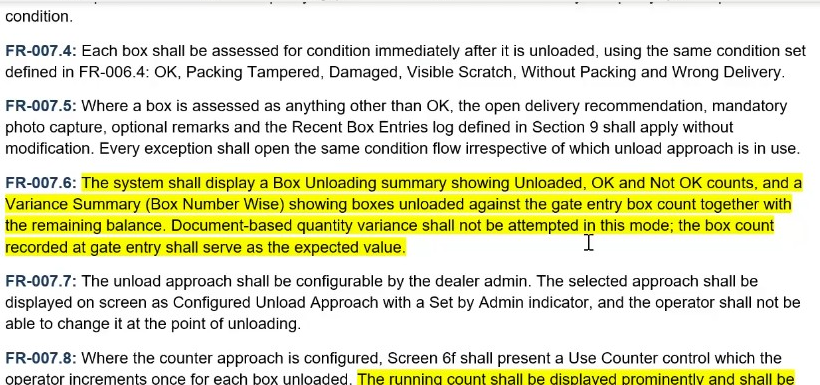 condition.
FR-007.4: Each box shall be assessed for condition immediately after it is unloaded, using the same condition set
defined in FR-006.4: OK, Packing Tampered, Damaged, Visible Scratch, Without Packing and Wrong Delivery.
FR-007.5: Where a box is assessed as anything other than OK, the open delivery recommendation, mandatory
photo capture, optional remarks and the Recent Box Entries log defined in Section 9 shall apply without
modification. Every exception shall open the same condition flow irrespective of which unload approach is in use.
FR-007.6: The system shall display a Box Unloading summary showing Unloaded, OK and Not OK counts, and a
Variance Summary (Box Number Wise) showing boxes unloaded against the gate entry box count together with
the remaining balance. Document-based quantity variance shall not be attempted in this mode; the box count
recorded at gate entry shall serve as the expected value.
FR-007.7: The unload approach shall be configurable by the dealer admin. The selected approach shall be
displayed on screen as Configured Unload Approach with a Set by Admin indicator, and the operator shall not be
able to change it at the point of unloading.
FR-007.8: Where the counter approach is configured, Screen 6f shall present a Use Counter control which the
operator increments once for each box unloaded. The running count shall be displayed prominently and shall be